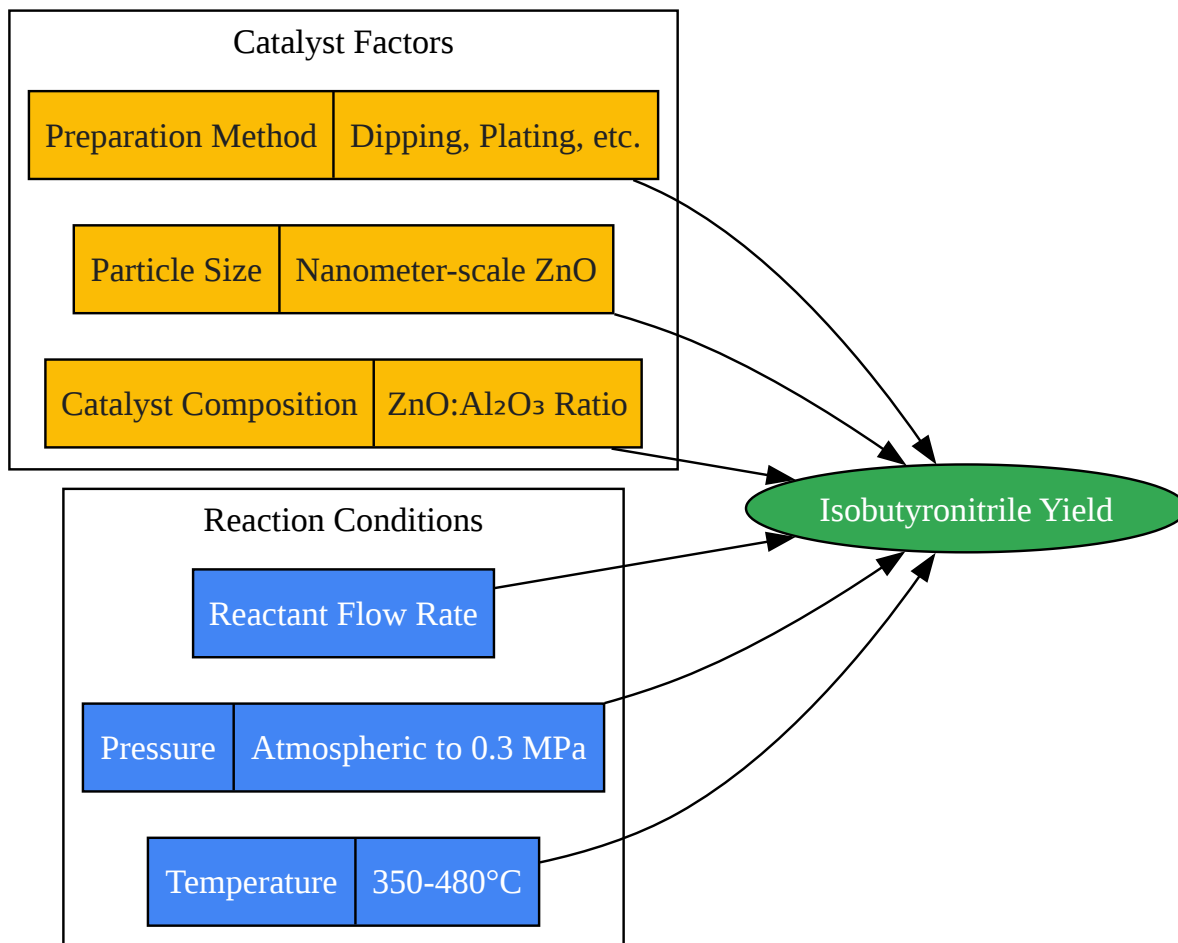 Catalyst Factors
Preparation Method Dipping, Plating, etc.
Particle Size Nanometer-scale ZnO
Catalyst Composition ZnO:Al₂O₃ Ratio
Isobutyronitrile Yield
Reaction Conditions
Reactant Flow Rate
Pressure Atmospheric to 0.3 MPa
Temperature 350-480°C